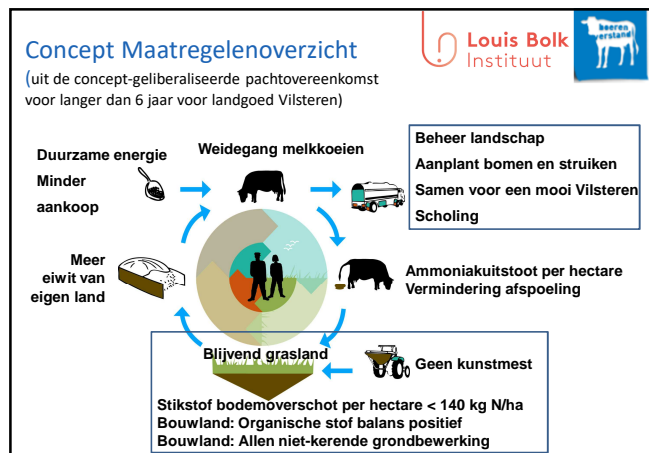 Concept Maatregelenoverzicht
(uit de concept-geliberaliseerde pachtovereenkomst
voor langer dan 6 jaar voor landgoed Vilsteren)
Louis Bolk
Instituut
boeren
verstand
Duurzame energie
Minder
aankoop
Weidegang melkkoeien
Beheer landschap
Aanplant bomen en struiken
Samen voor een mooi Vilsteren
Scholing
Meer
eiwit van
eigen land
Ammoniakuitstoot per hectare
Vermindering afspoeling
Blijvend grasland
Geen kunstmest
Stikstof bodemoverschot per hectare < 140 kg N/ha
Bouwland: Organische stof balans positief
Bouwland: Allen niet-kerende grondbewerking